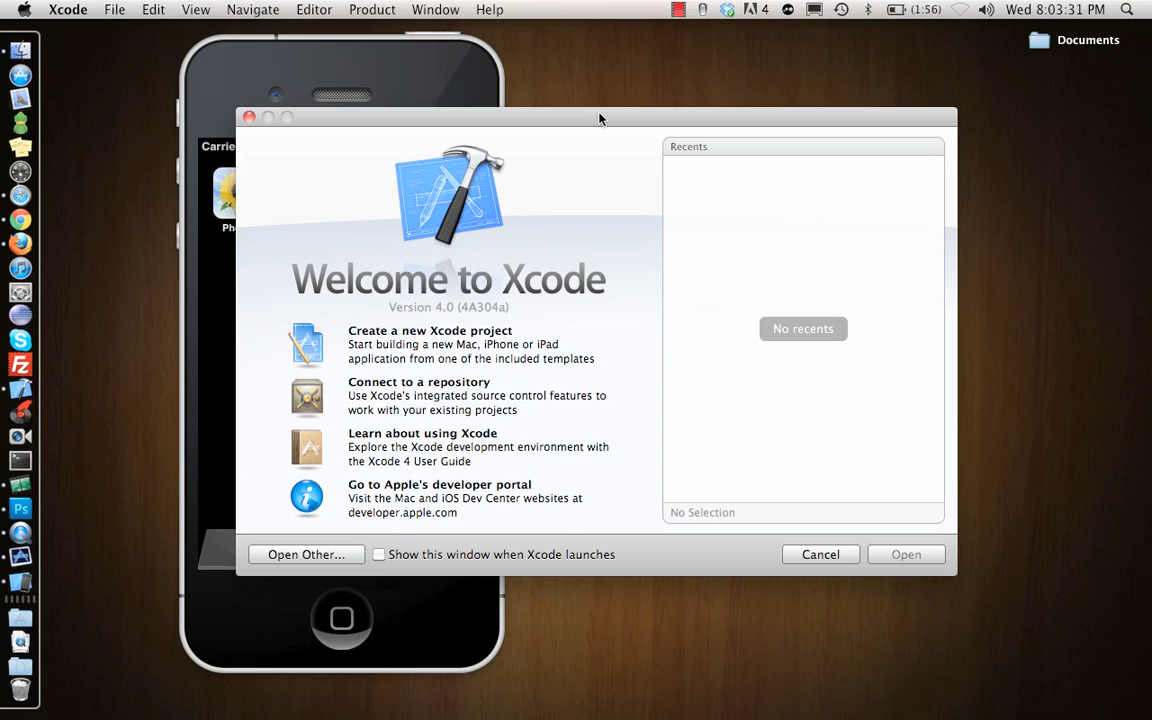 Xcode File Edit View Navigate Editor Product Window Help 4 (1:56) Wed 8:03:31 PM
Documents
Carrie
Ph
Recents
Welcome to Xcode
Version 4.0 (4A304a)
Create a new Xcode project
Start building a new Mac, iPhone or iPad
application from one of the included templates
No recents
Connect to a repository
Use Xcode's integrated source control features to
work with your existing projects
Learn about using Xcode
Explore the Xcode development environment with
the Xcode 4 User Guide
Go to Apple's developer portal
Visit the Mac and iOS Dev Center websites at
developer.apple.com
No Selection
Open Other... Show this window when Xcode launches Cancel Open
Fz
Ps